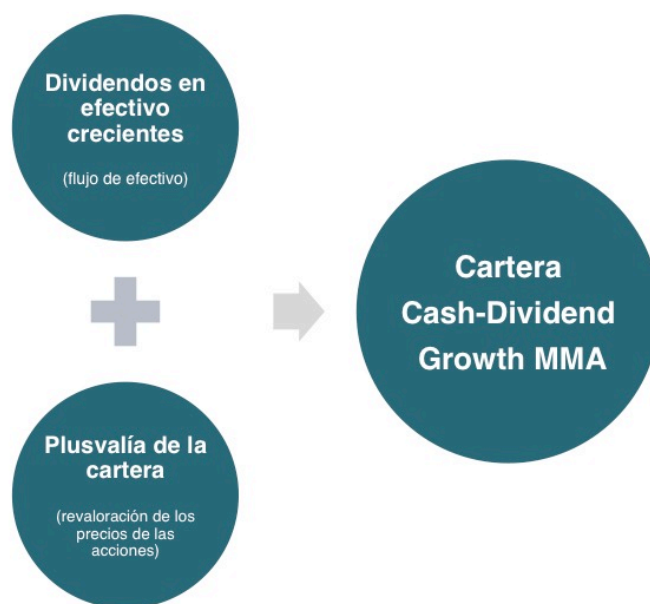 Dividendos en
efectivo
crecientes
(flujo de efectivo)
Plusvalía de la
cartera
(revaloración de los
precios de las
acciones)
Cartera
Cash-Dividend
Growth MMA